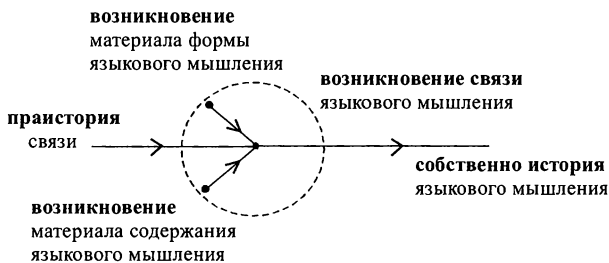 возникновение
материала формы
языкового мышления
возникновение связи
языкового мышления
праистория
связи
собственно история
языкового мышления
возникновение
материала содержания
языкового мышления